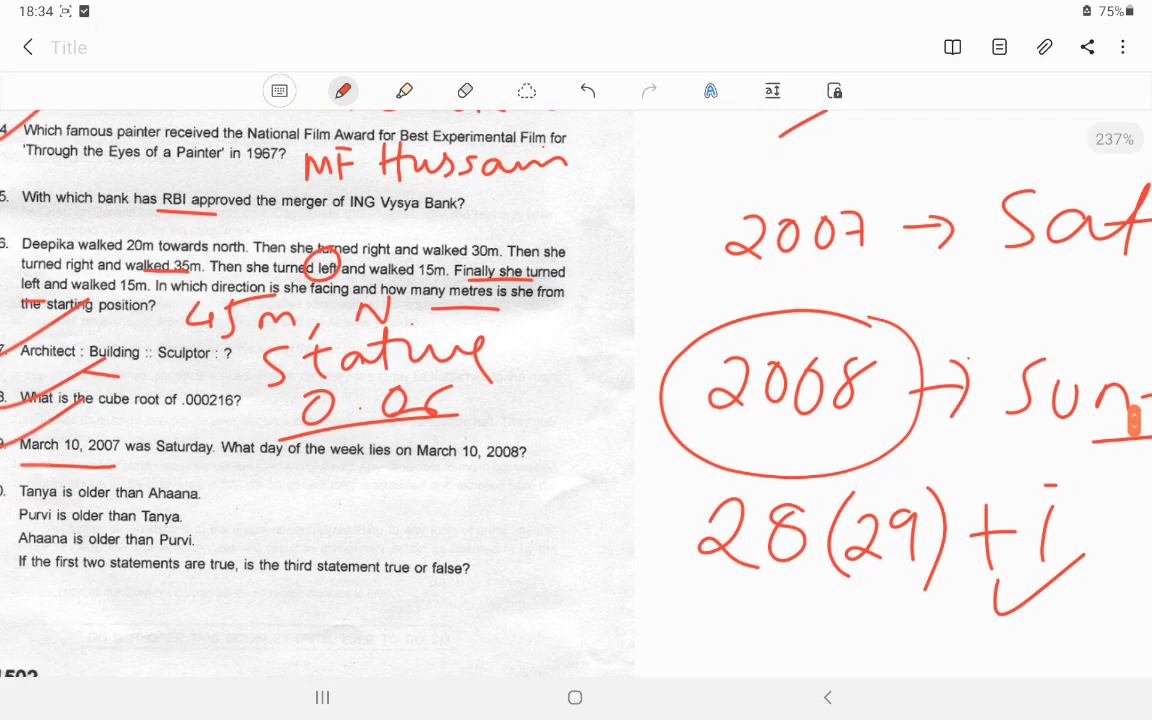 18:34
75%
Title
237%
4 Which famous painter received the National Film Award for Best Experimental Film for
'Through the Eyes of a Painter' in 1967?
MF Hussain
5. With which bank has RBI approved the merger of ING Vysya Bank?
6. Deepika walked 20m towards north. Then she turned right and walked 30m. Then she
turned right and walked 35m. Then she turned left and walked 15m. Finally she turned
left and walked 15m. In which direction is she facing and how many metres is she from
the starting position?
45m, N.
7. Architect : Building :: Sculptor : ?
Statue
8. What is the cube root of .000216?
0.06
9. March 10, 2007 was Saturday. What day of the week lies on March 10, 2008?
0. Tanya is older than Ahaana.
Purvi is older than Tanya.
Ahaana is older than Purvi.
If the first two statements are true, is the third statement true or false?
2007 → Sat
2008 → Sun
28(29) + 1